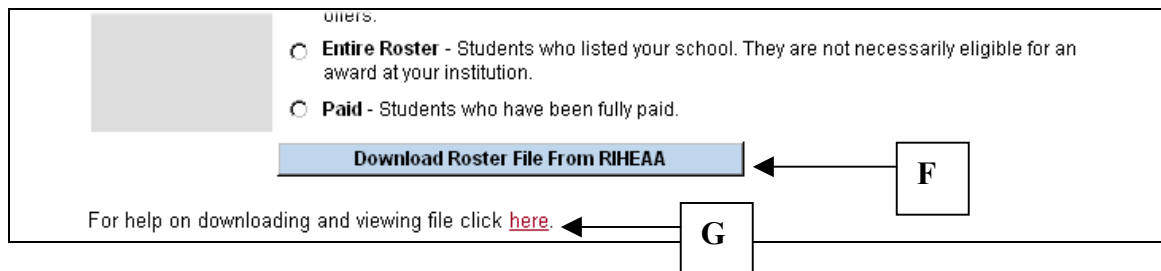 offers.
Entire Roster - Students who listed your school. They are not necessarily eligible for an
award at your institution.
Paid - Students who have been fully paid.
Download Roster File From RIHEAA
F
For help on downloading and viewing file click here.
G